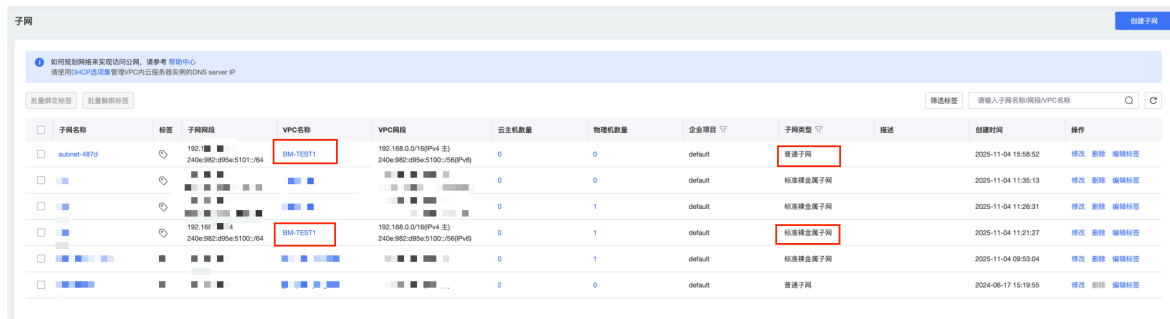 子网
创建子网
如何规划网络来实现访问公网，请参考 帮助中心
请使用DHCP选项集管理VPC内云服务器实例的DNS server IP
批量绑定标签 批量解绑标签 筛选标签 请输入子网名称/网段/VPC名称
子网名称 标签 子网网段 VPC名称 VPC网段 云主机数量 物理机数量 企业项目 子网类型 描述 创建时间 操作
subnet-487d 192.1 240e:982:d95e:5101::/64 BM-TEST1 192.168.0.0/16(IPv4 主) 240e:982:d95e:5100::/56(IPv6) 0 0 default 普通子网 2025-11-04 15:58:52 修改 删除 编辑标签
0 0 default 标准裸金属子网 2025-11-04 11:35:13 修改 删除 编辑标签
0 1 default 标准裸金属子网 2025-11-04 11:26:31 修改 删除 编辑标签
192.168 4 240e:982:d95e:5101::/64 BM-TEST1 192.168.0.0/16(IPv4 主) 240e:982:d95e:5100::/56(IPv6) 0 1 default 标准裸金属子网 2025-11-04 11:21:27 修改 删除 编辑标签
0 1 default 标准裸金属子网 2025-11-04 09:53:04 修改 删除 编辑标签
2 0 default 普通子网 2024-06-17 15:19:55 修改 删除 编辑标签